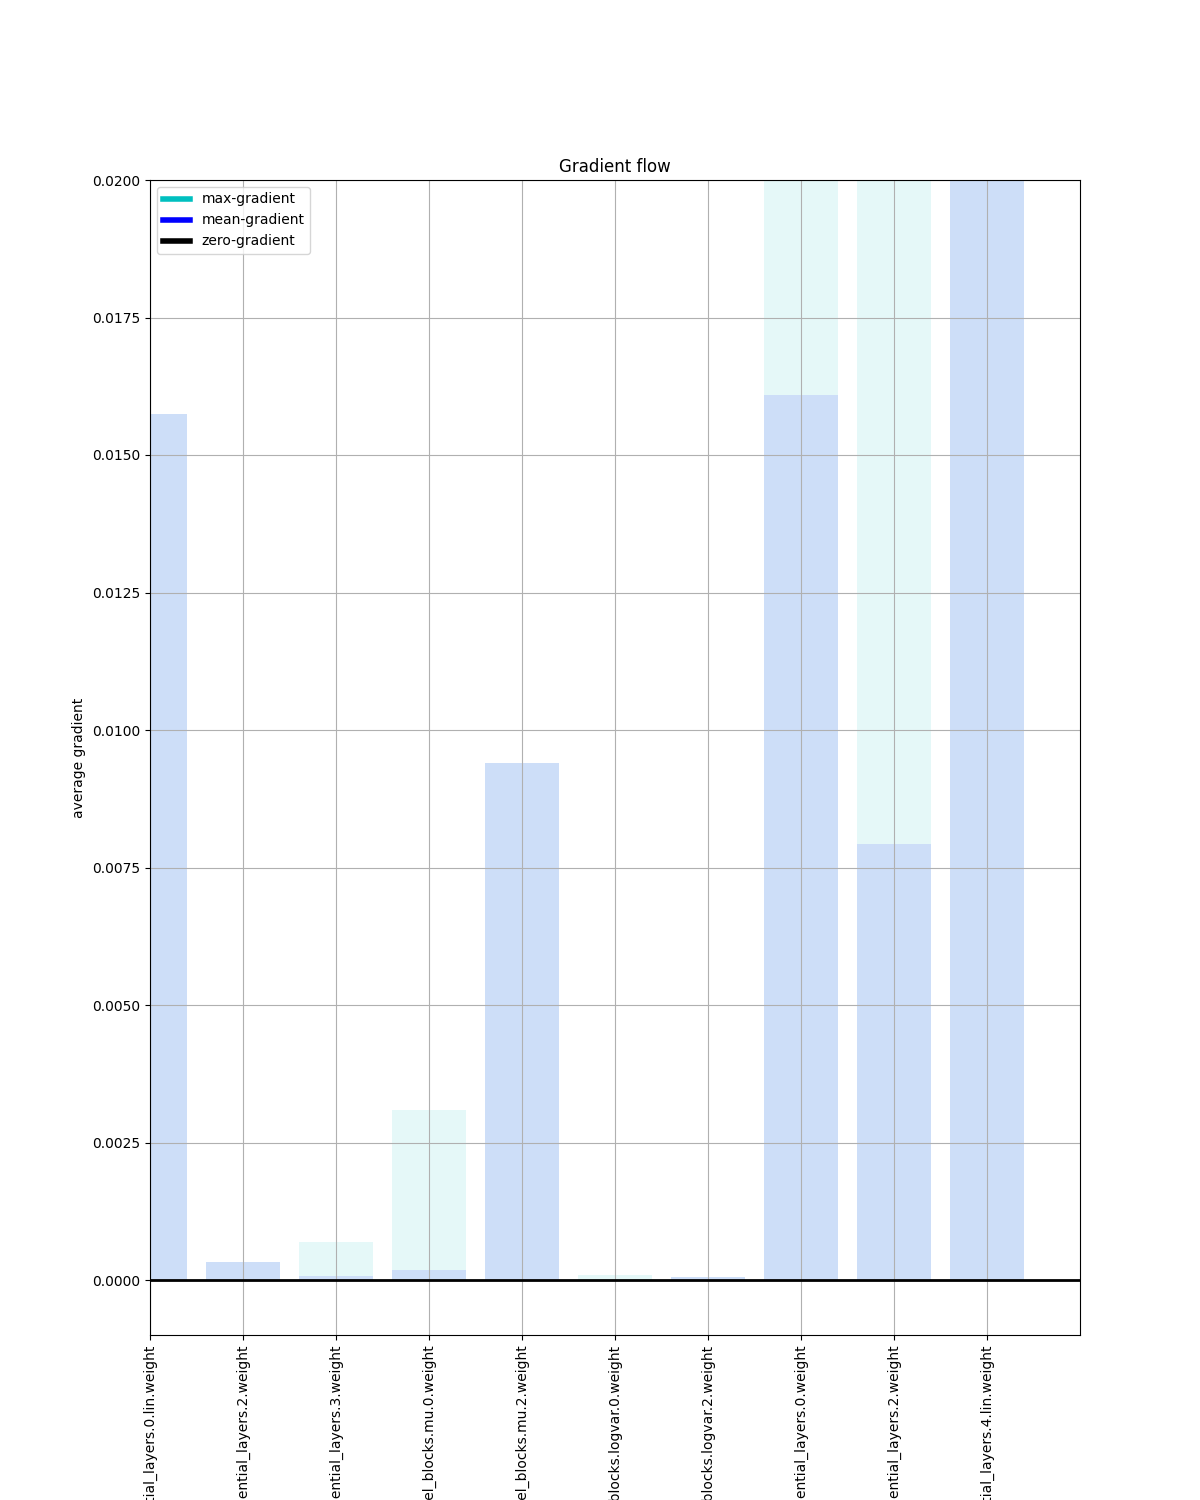 Gradient flow
max-gradient
mean-gradient
zero-gradient
0.0200
0.0175
0.0150
0.0125
0.0100
0.0075
0.0050
0.0025
0.0000
average gradient
tial_layers.0.lin.weight
ential_layers.2.weight
ential_layers.3.weight
el_blocks.mu.0.weight
el_blocks.mu.2.weight
blocks.logvar.0.weight
blocks.logvar.2.weight
ential_layers.0.weight
ential_layers.2.weight
tial_layers.4.lin.weight